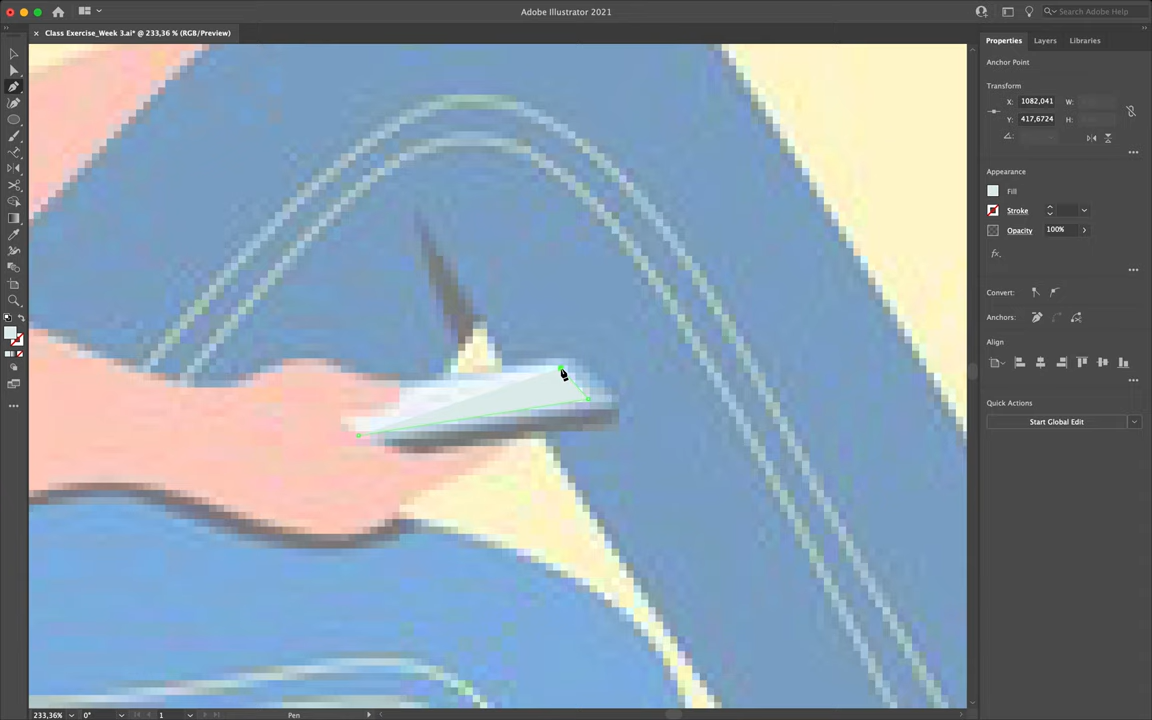 Adobe Illustrator 2021
Search Adobe Help
Class Exercise_Week 3.ai* @ 233,36 % (RGB/Preview)
Properties
Layers
Libraries
Anchor Point
Transform
X: 1082,041
W:
Y: 417,6724
H:
Appearance
Fill
Stroke
Opacity
100%
fx.
Convert:
Anchors:
Align
Quick Actions
Start Global Edit
233,36%
0°
1
Pen